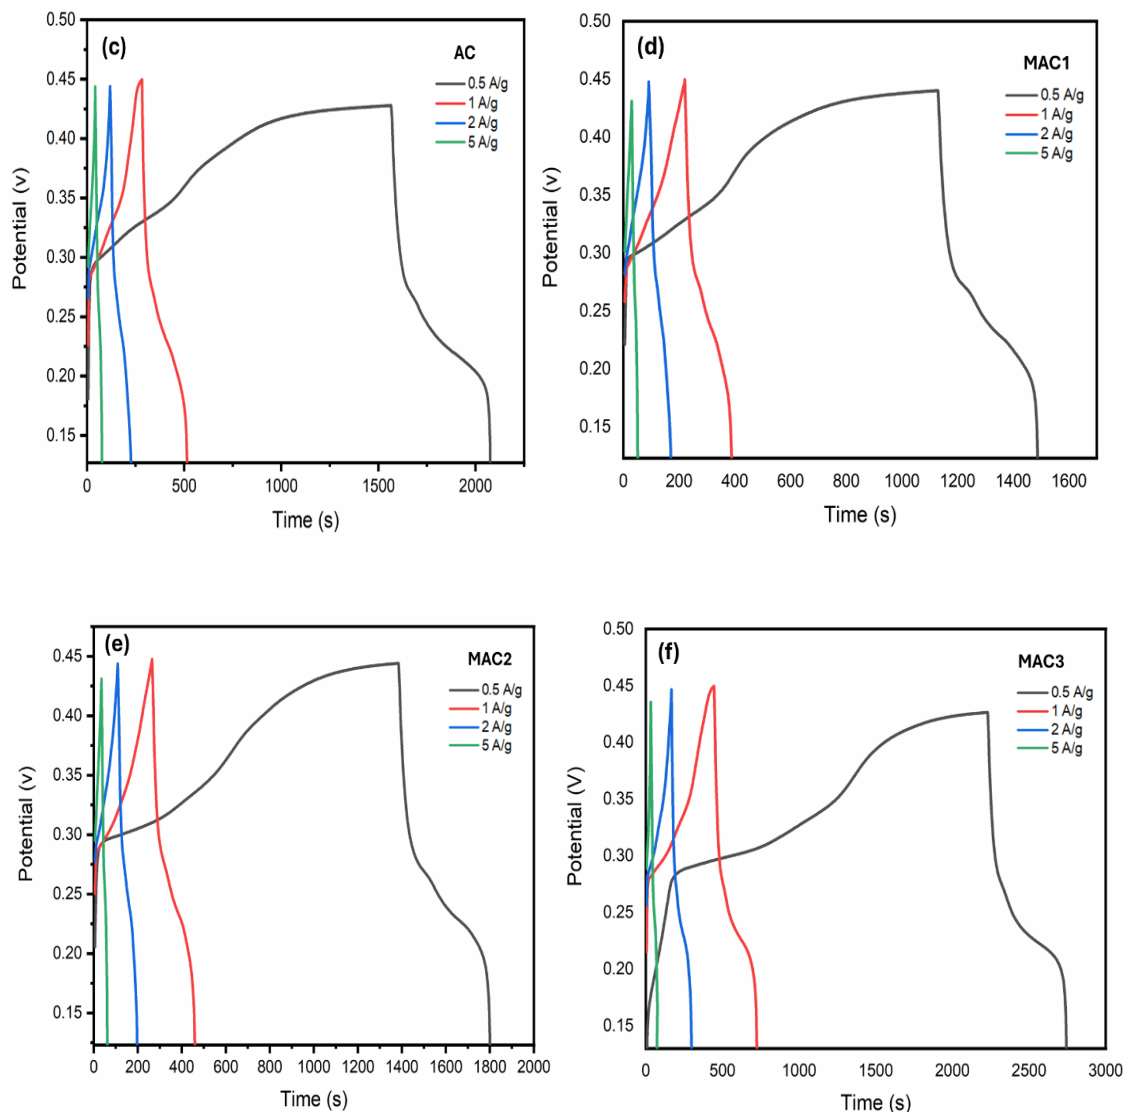 (c)
AC
0.5 A/g
1 A/g
2 A/g
5 A/g
0.50
0.45
0.40
0.35
0.30
0.25
0.20
0.15
Potential (v)
0 500 1000 1500 2000
Time (s)
(d)
MAC1
0.5 A/g
1 A/g
2 A/g
5 A/g
0.50
0.45
0.40
0.35
0.30
0.25
0.20
0.15
Potential (v)
0 200 400 600 800 1000 1200 1400 1600
Time (s)
(e)
MAC2
0.5 A/g
1 A/g
2 A/g
5 A/g
0.45
0.40
0.35
0.30
0.25
0.20
0.15
Potential (v)
0 200 400 600 800 1000 1200 1400 1600 1800 2000
Time (s)
(f)
MAC3
0.5 A/g
1 A/g
2 A/g
5 A/g
0.50
0.45
0.40
0.35
0.30
0.25
0.20
0.15
Potential (V)
0 500 1000 1500 2000 2500 3000
Time (s)